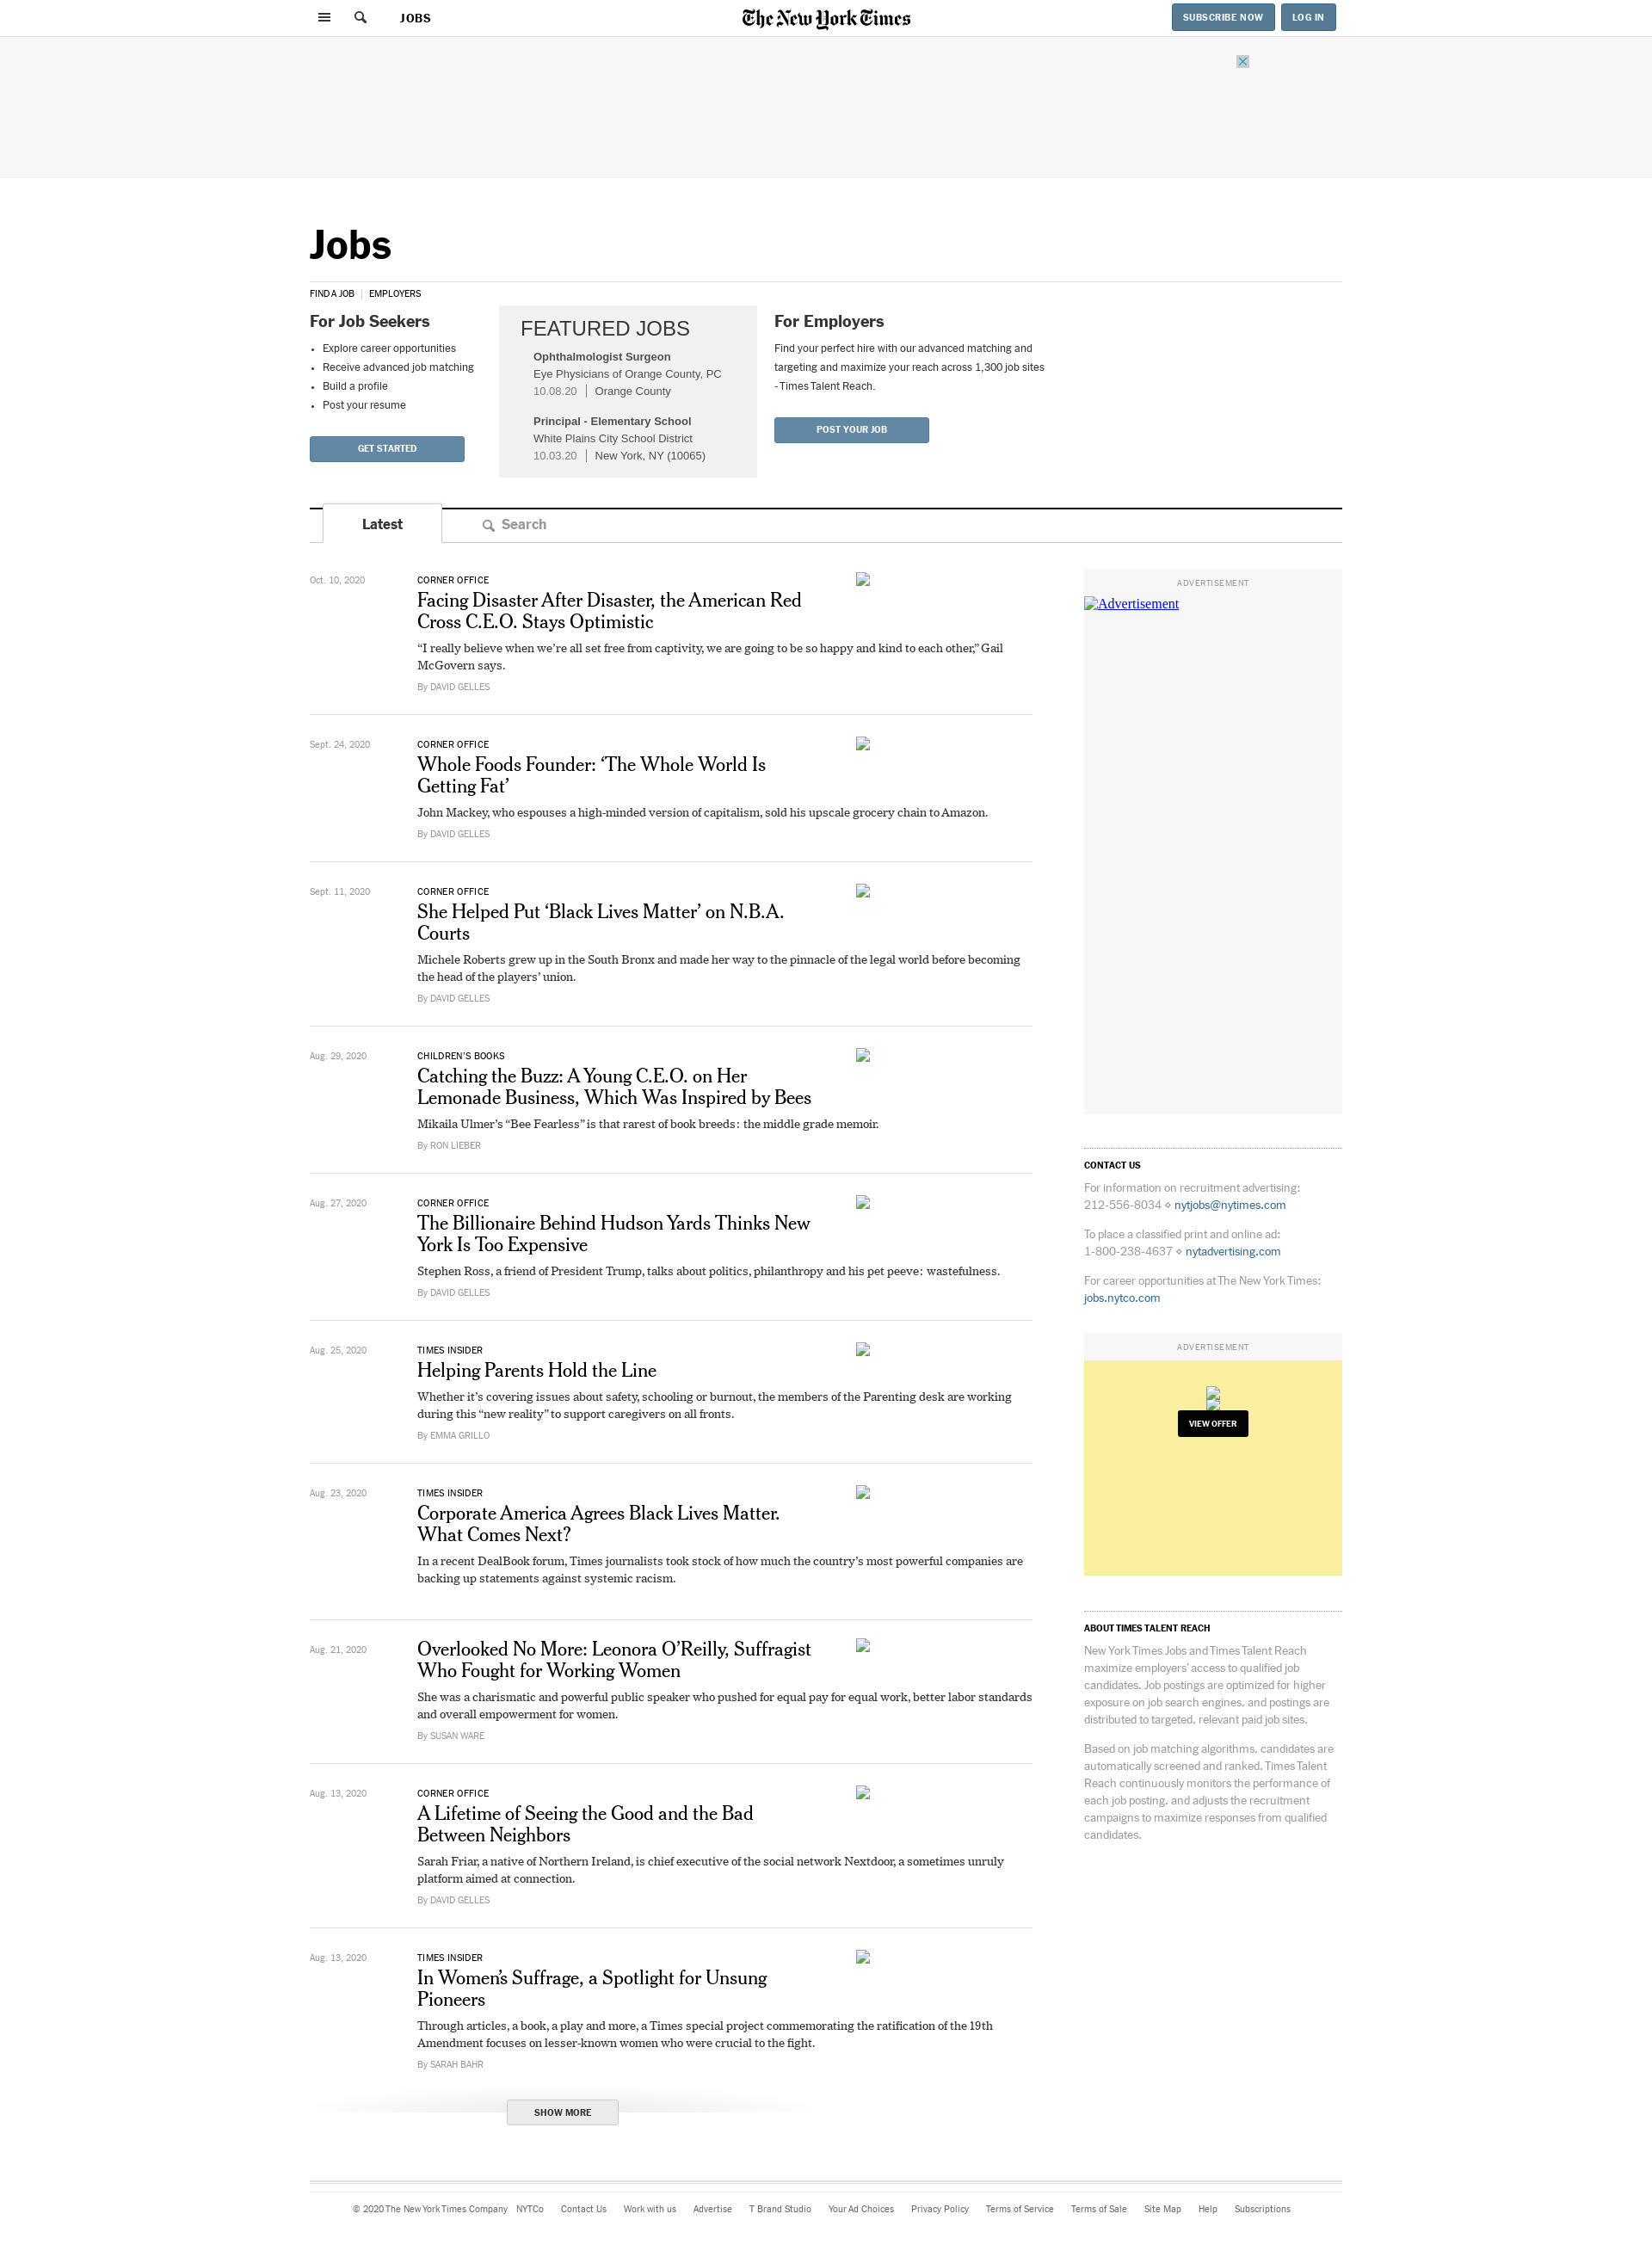 JOBS
The New York Times
SUBSCRIBE NOW
LOG IN
Jobs
FIND A JOB
EMPLOYERS
For Job Seekers
Explore career opportunities
Receive advanced job matching
Build a profile
Post your resume
GET STARTED
FEATURED JOBS
Ophthalmologist Surgeon
Eye Physicians of Orange County, PC
10.08.20 Orange County
Principal - Elementary School
White Plains City School District
10.03.20 New York, NY (10065)
For Employers
Find your perfect hire with our advanced matching and
targeting and maximize your reach across 1,300 job sites
- Times Talent Reach.
POST YOUR JOB
Latest
Search
Oct. 10, 2020
CORNER OFFICE
Facing Disaster After Disaster, the American Red
Cross C.E.O. Stays Optimistic
“I really believe when we’re all set free from captivity, we are going to be so happy and kind to each other,” Gail
McGovern says.
By DAVID GELLES
Sept. 24, 2020
CORNER OFFICE
Whole Foods Founder: ‘The Whole World Is
Getting Fat’
John Mackey, who espouses a high-minded version of capitalism, sold his upscale grocery chain to Amazon.
By DAVID GELLES
Sept. 11, 2020
CORNER OFFICE
She Helped Put ‘Black Lives Matter’ on N.B.A.
Courts
Michele Roberts grew up in the South Bronx and made her way to the pinnacle of the legal world before becoming
the head of the players’ union.
By DAVID GELLES
Aug. 29, 2020
CHILDREN’S BOOKS
Catching the Buzz: A Young C.E.O. on Her
Lemonade Business, Which Was Inspired by Bees
Mikaila Ulmer’s “Bee Fearless” is that rarest of book breeds: the middle grade memoir.
By RON LIEBER
Aug. 27, 2020
CORNER OFFICE
The Billionaire Behind Hudson Yards Thinks New
York Is Too Expensive
Stephen Ross, a friend of President Trump, talks about politics, philanthropy and his pet peeve: wastefulness.
By DAVID GELLES
Aug. 25, 2020
TIMES INSIDER
Helping Parents Hold the Line
Whether it’s covering issues about safety, schooling or burnout, the members of the Parenting desk are working
during this “new reality” to support caregivers on all fronts.
By EMMA GRILLO
Aug. 23, 2020
TIMES INSIDER
Corporate America Agrees Black Lives Matter.
What Comes Next?
In a recent DealBook forum, Times journalists took stock of how much the country’s most powerful companies are
backing up statements against systemic racism.
Aug. 21, 2020
Overlooked No More: Leonora O’Reilly, Suffragist
Who Fought for Working Women
She was a charismatic and powerful public speaker who pushed for equal pay for equal work, better labor standards
and overall empowerment for women.
By SUSAN WARE
Aug. 13, 2020
CORNER OFFICE
A Lifetime of Seeing the Good and the Bad
Between Neighbors
Sarah Friar, a native of Northern Ireland, is chief executive of the social network Nextdoor, a sometimes unruly
platform aimed at connection.
By DAVID GELLES
Aug. 13, 2020
TIMES INSIDER
In Women’s Suffrage, a Spotlight for Unsung
Pioneers
Through articles, a book, a play and more, a Times special project commemorating the ratification of the 19th
Amendment focuses on lesser-known women who were crucial to the fight.
By SARAH BAHR
SHOW MORE
ADVERTISEMENT
Advertisement
CONTACT US
For information on recruitment advertising:
212-556-8034 ⋄ nytjobs@nytimes.com
To place a classified print and online ad:
1-800-238-4637 ⋄ nytadvertising.com
For career opportunities at The New York Times:
jobs.nytco.com
ADVERTISEMENT
VIEW OFFER
ABOUT TIMES TALENT REACH
New York Times Jobs and Times Talent Reach
maximize employers’ access to qualified job
candidates. Job postings are optimized for higher
exposure on job search engines, and postings are
distributed to targeted, relevant paid job sites.
Based on job matching algorithms, candidates are
automatically screened and ranked. Times Talent
Reach continuously monitors the performance of
each job posting, and adjusts the recruitment
campaigns to maximize responses from qualified
candidates.
© 2020 The New York Times Company NYTCo Contact Us Work with us Advertise T Brand Studio Your Ad Choices Privacy Policy Terms of Service Terms of Sale Site Map Help Subscriptions